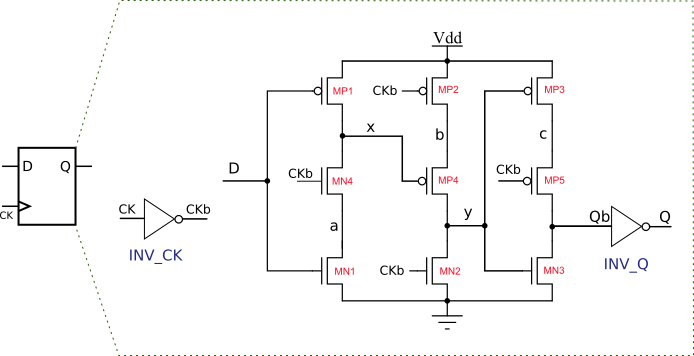 Vdd
MP1
CKb
MP2
MP3
x
b
c
D
Q
CK
CK
CKb
INV_CK
D
CKb
MN4
MP4
CKb
MP5
a
y
Qb
Q
INV_Q
MN1
CKb
MN2
MN3